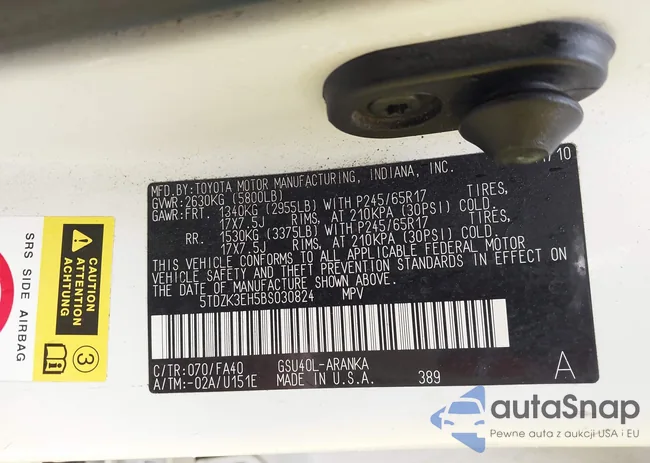 /10
MFD.BY:TOYOTA MOTOR MANUFACTURING, INDIANA, INC.
GVWR:2630KG (5800LB)
GAWR:FRT. 1340KG (2955LB) WITH P245/65R17 TIRES,
17X7.5J RIMS, AT 210KPA (30PSI) COLD.
RR. 1530KG (3375LB) WITH P245/65R17 TIRES,
17X7.5J RIMS, AT 210KPA (30PSI) COLD.
THIS VEHICLE CONFORMS TO ALL APPLICABLE FEDERAL MOTOR
VEHICLE SAFETY AND THEFT PREVENTION STANDARDS IN EFFECT ON
THE DATE OF MANUFACTURE SHOWN ABOVE.
5TDZK3EH5BS030824 MPV
C/TR:070/FA40 GSU40L-ARANKA A
A/TM:-02A/U151E MADE IN U.S.A. 389
SRS SIDE AIRBAG
CAUTION
ATTENTION
ACHTUNG
3
autaSnap
Pewne auta z aukcji USA i EU